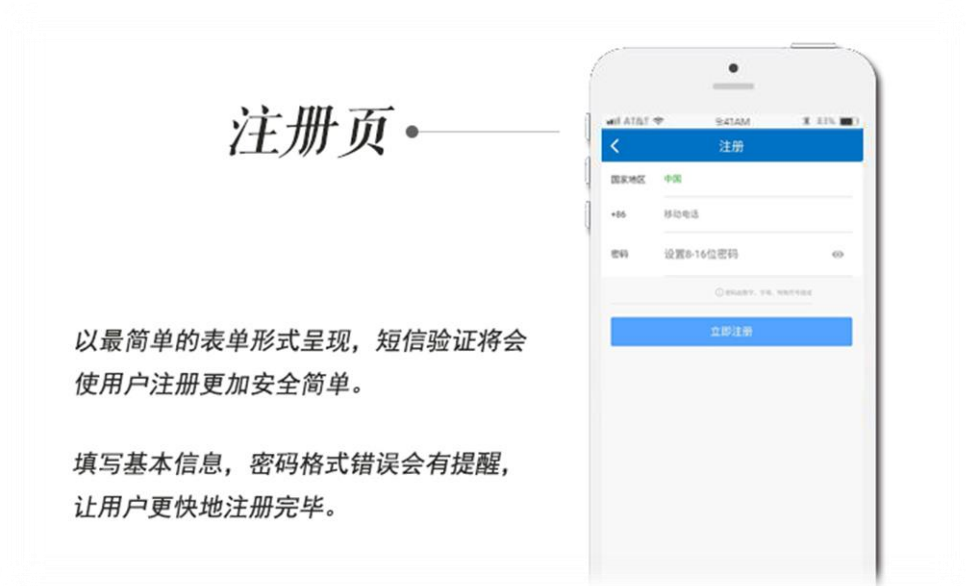 注册页
以最简单的表单形式呈现，短信验证将会
使用户注册更加安全简单。
填写基本信息，密码格式错误会有提醒，
让用户更快地注册完毕。
AT&T 9:41AM 83%
注册
国家地区 中国
+86 移动电话
密码 设置8-16位密码
立即注册